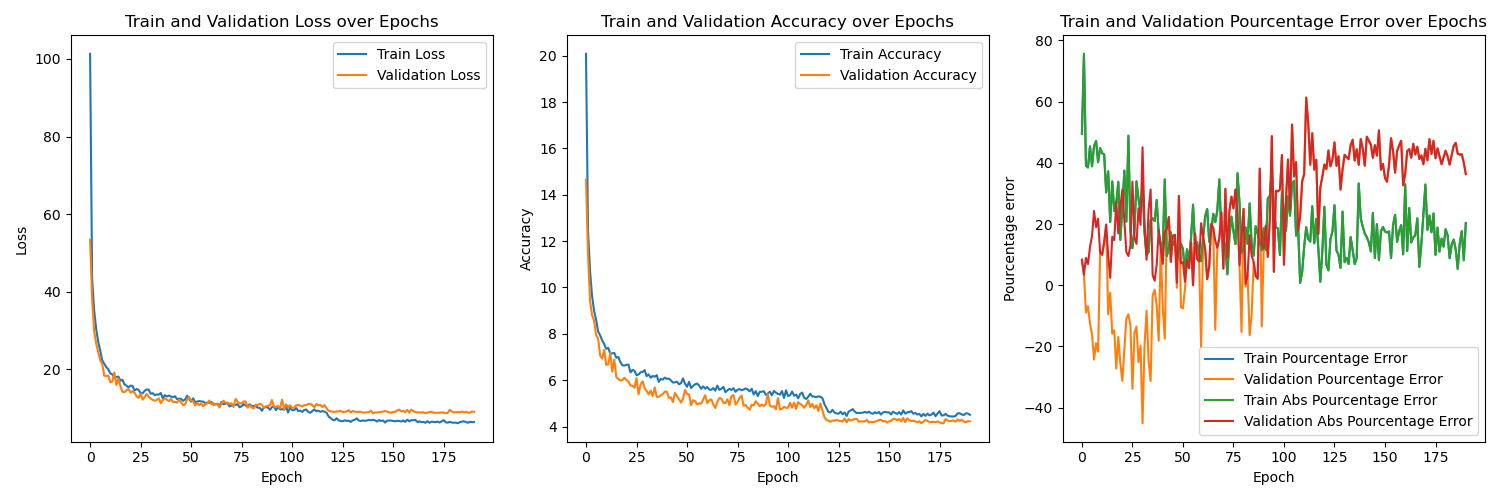 Train and Validation Loss over Epochs
Loss
100
80
60
40
20
0 25 50 75 100 125 150 175
Epoch
Train Loss
Validation Loss
Train and Validation Accuracy over Epochs
Accuracy
20
18
16
14
12
10
8
6
4
0 25 50 75 100 125 150 175
Epoch
Train Accuracy
Validation Accuracy
Train and Validation Pourcentage Error over Epochs
Pourcentage error
80
60
40
20
0
−20
−40
0 25 50 75 100 125 150 175
Epoch
Train Pourcentage Error
Validation Pourcentage Error
Train Abs Pourcentage Error
Validation Abs Pourcentage Error